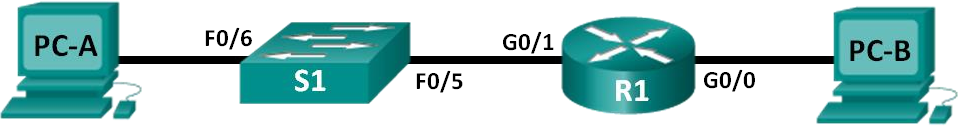 PC-A
F0/6
S1
F0/5
G0/1
R1
G0/0
PC-B